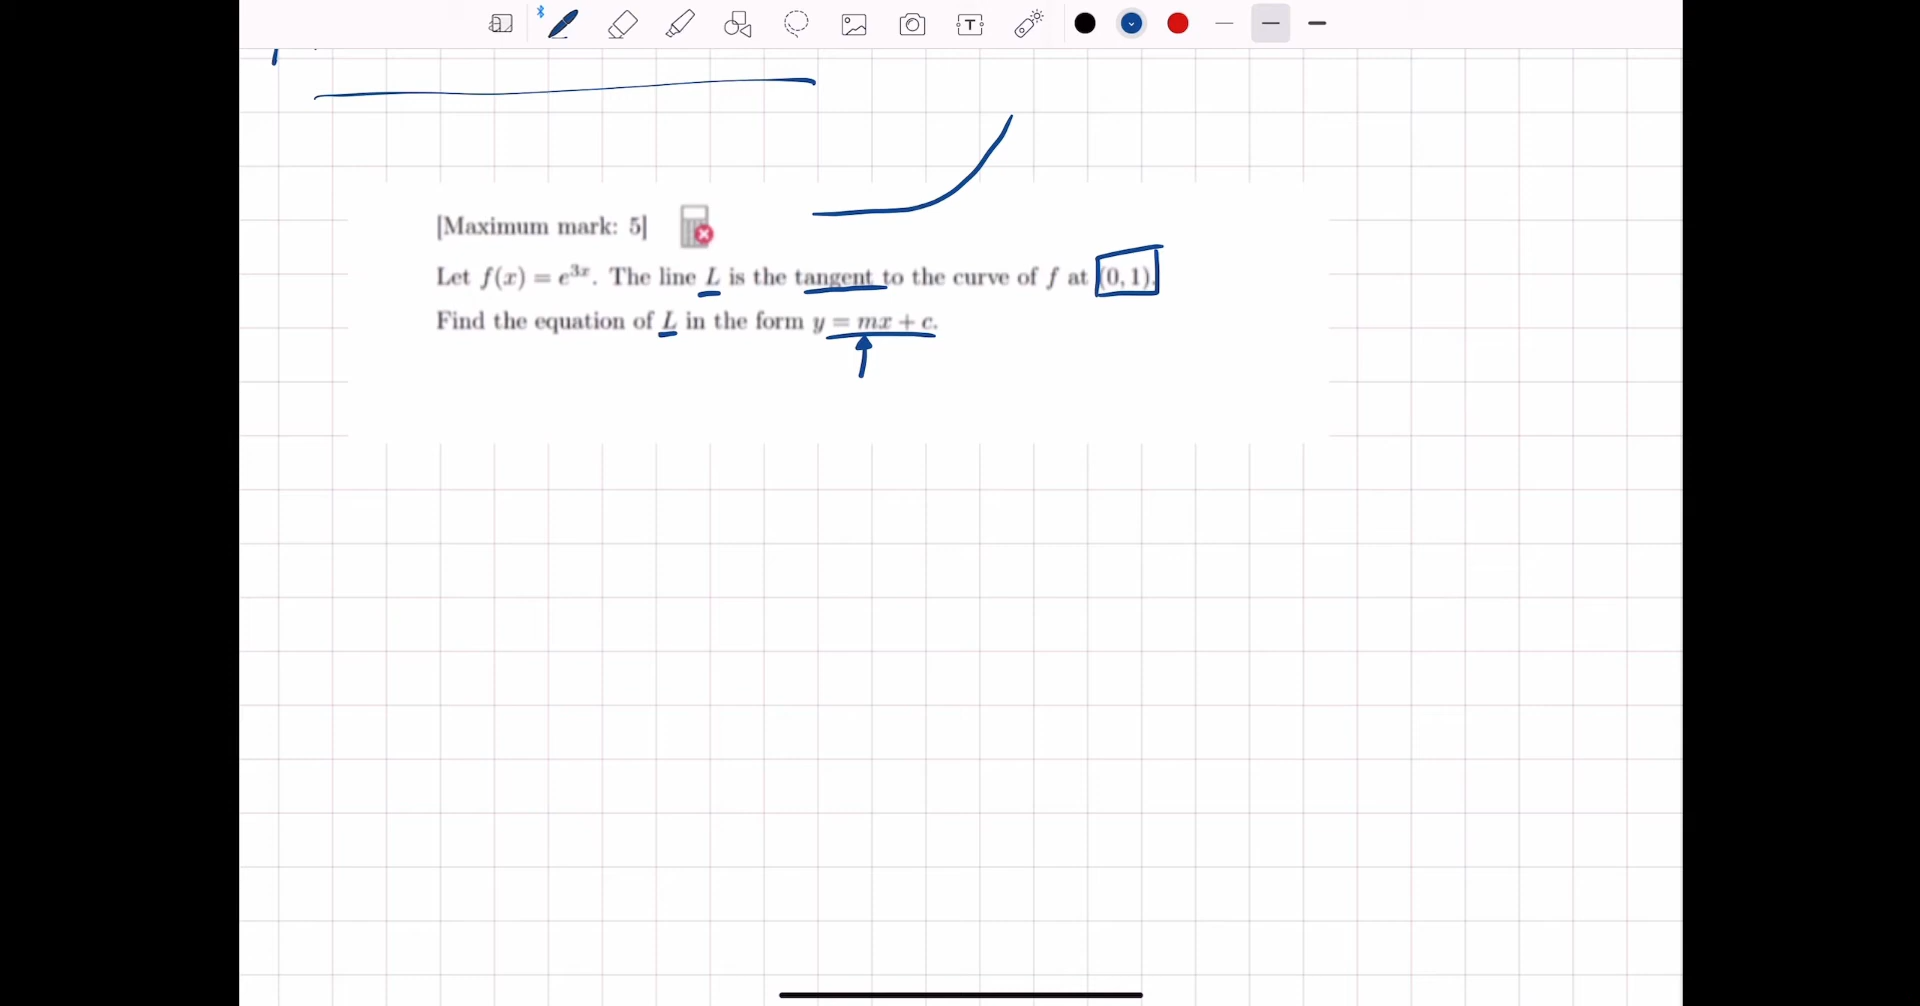 [Maximum mark: 5]
Let f(x) = e^{3x}. The line L is the tangent to the curve of f at (0, 1).
Find the equation of L in the form y = mx + c.